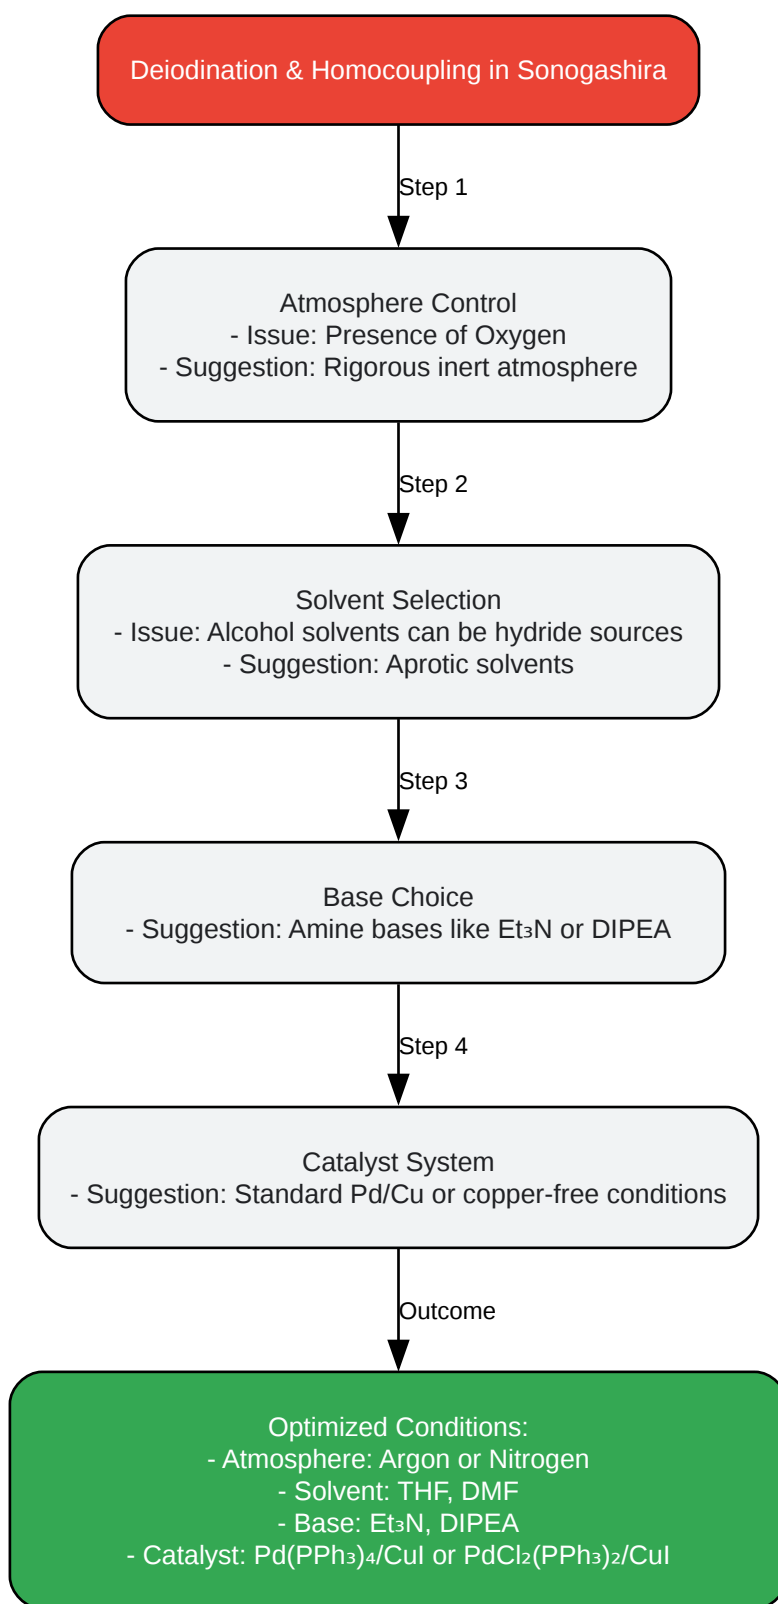 Deiodination & Homocoupling in Sonogashira
Step 1
Atmosphere Control
- Issue: Presence of Oxygen
- Suggestion: Rigorous inert atmosphere
Step 2
Solvent Selection
- Issue: Alcohol solvents can be hydride sources
- Suggestion: Aprotic solvents
Step 3
Base Choice
- Suggestion: Amine bases like Et₃N or DIPEA
Step 4
Catalyst System
- Suggestion: Standard Pd/Cu or copper-free conditions
Outcome
Optimized Conditions:
- Atmosphere: Argon or Nitrogen
- Solvent: THF, DMF
- Base: Et₃N, DIPEA
- Catalyst: Pd(PPh₃)₄/CuI or PdCl₂(PPh₃)₂/CuI